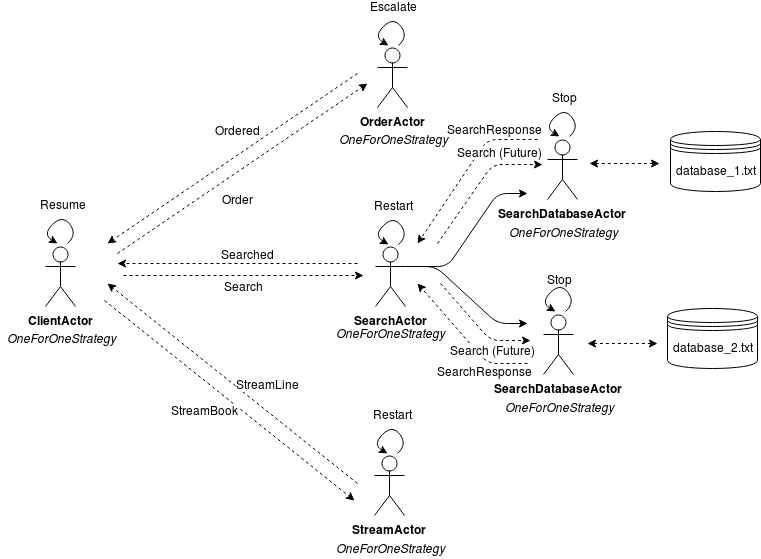 Escalate
OrderActor
OneForOneStrategy
Ordered
Order
Stop
SearchResponse
Search (Future)
SearchDatabaseActor
OneForOneStrategy
database_1.txt
Resume
ClientActor
OneForOneStrategy
Searched
Search
Restart
SearchActor
OneForOneStrategy
Stop
Search (Future)
SearchResponse
SearchDatabaseActor
OneForOneStrategy
database_2.txt
StreamLine
StreamBook
Restart
StreamActor
OneForOneStrategy